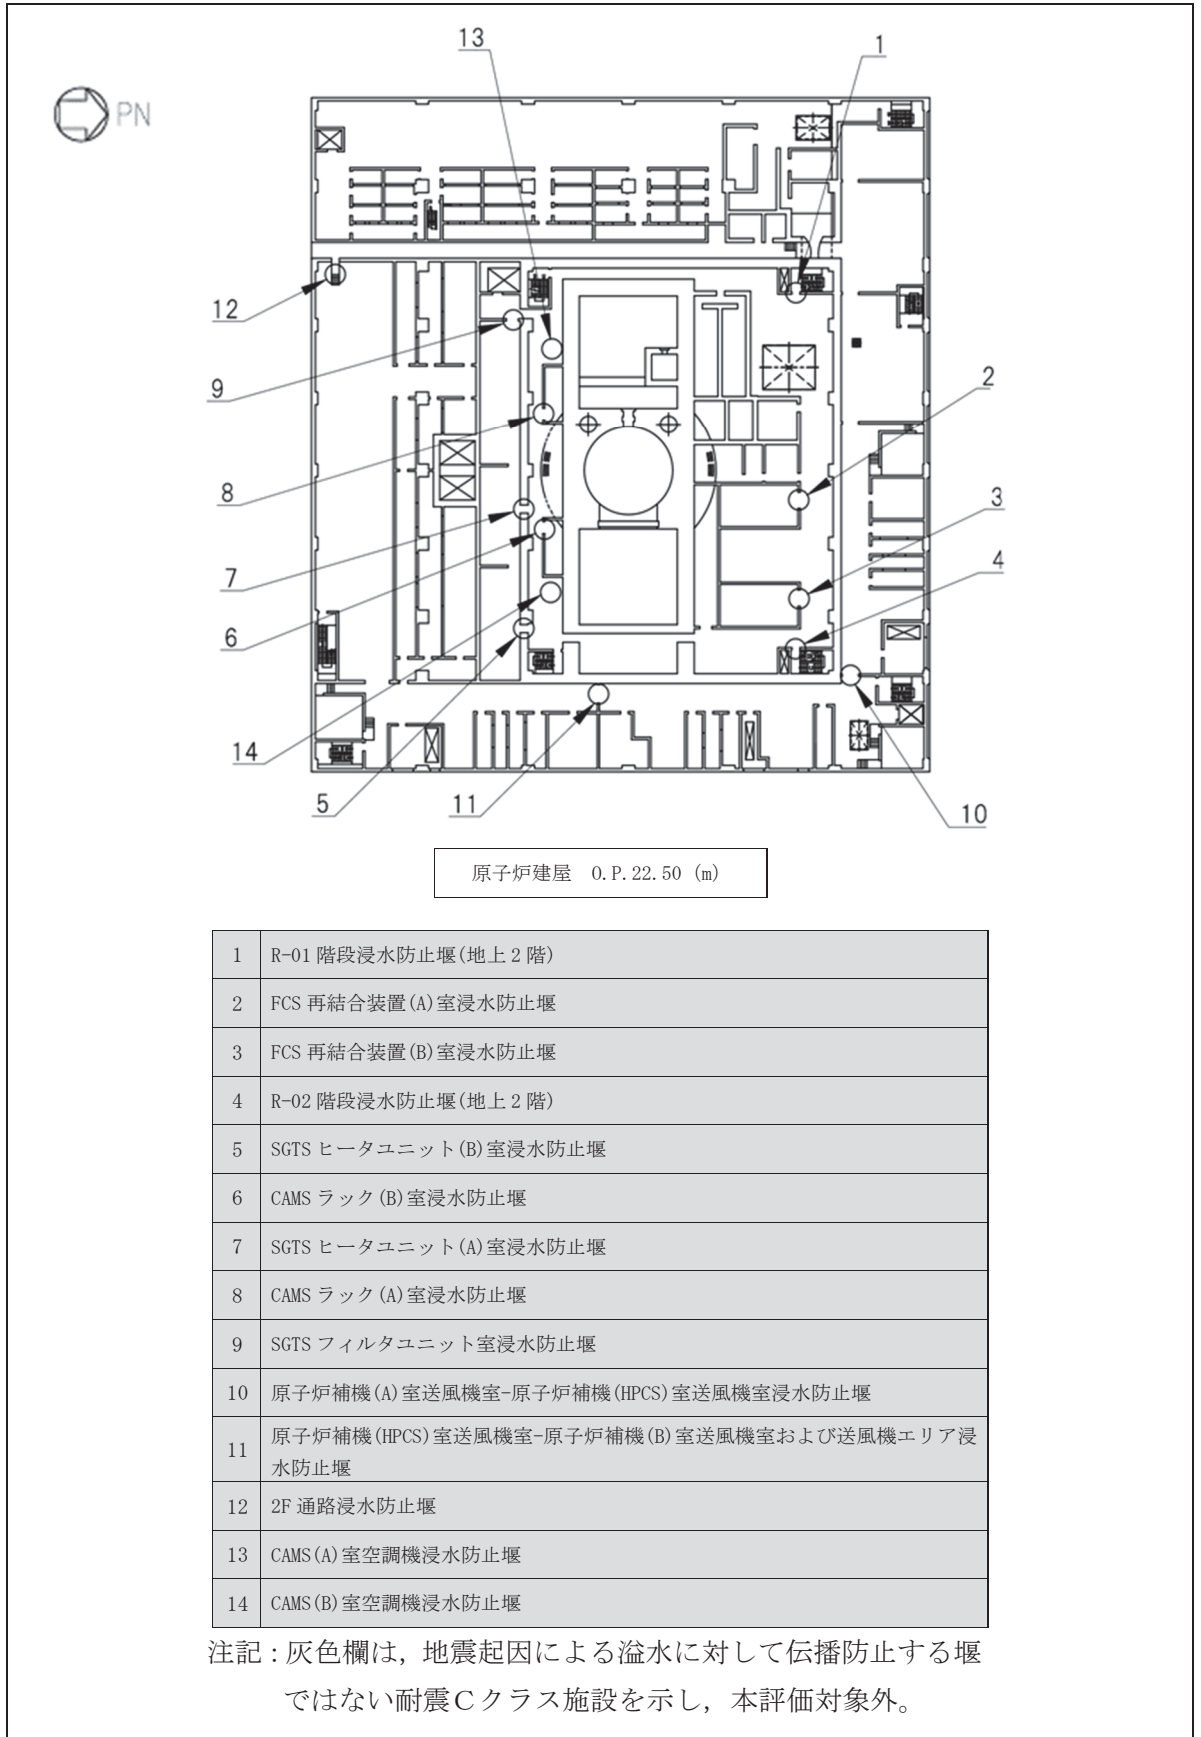 13
1
PN
12
2
9
8
3
7
4
6
14
5
11
10
原子炉建屋　O.P.22.50 (m)
1 R-01 階段浸水防止堰(地上2階)
2 FCS 再結合装置(A)室浸水防止堰
3 FCS 再結合装置(B)室浸水防止堰
4 R-02 階段浸水防止堰(地上2階)
5 SGTS ヒータユニット(B)室浸水防止堰
6 CAMS ラック(B)室浸水防止堰
7 SGTS ヒータユニット(A)室浸水防止堰
8 CAMS ラック(A)室浸水防止堰
9 SGTS フィルタユニット室浸水防止堰
10 原子炉補機(A)室送風機室-原子炉補機(HPCS)室送風機室浸水防止堰
11 原子炉補機(HPCS)室送風機室-原子炉補機(B)室送風機室および送風機エリア浸
水防止堰
12 2F 通路浸水防止堰
13 CAMS(A)室空調機浸水防止堰
14 CAMS(B)室空調機浸水防止堰
注記：灰色欄は，地震起因による溢水に対して伝播防止する堰
ではない耐震Ｃクラス施設を示し，本評価対象外。